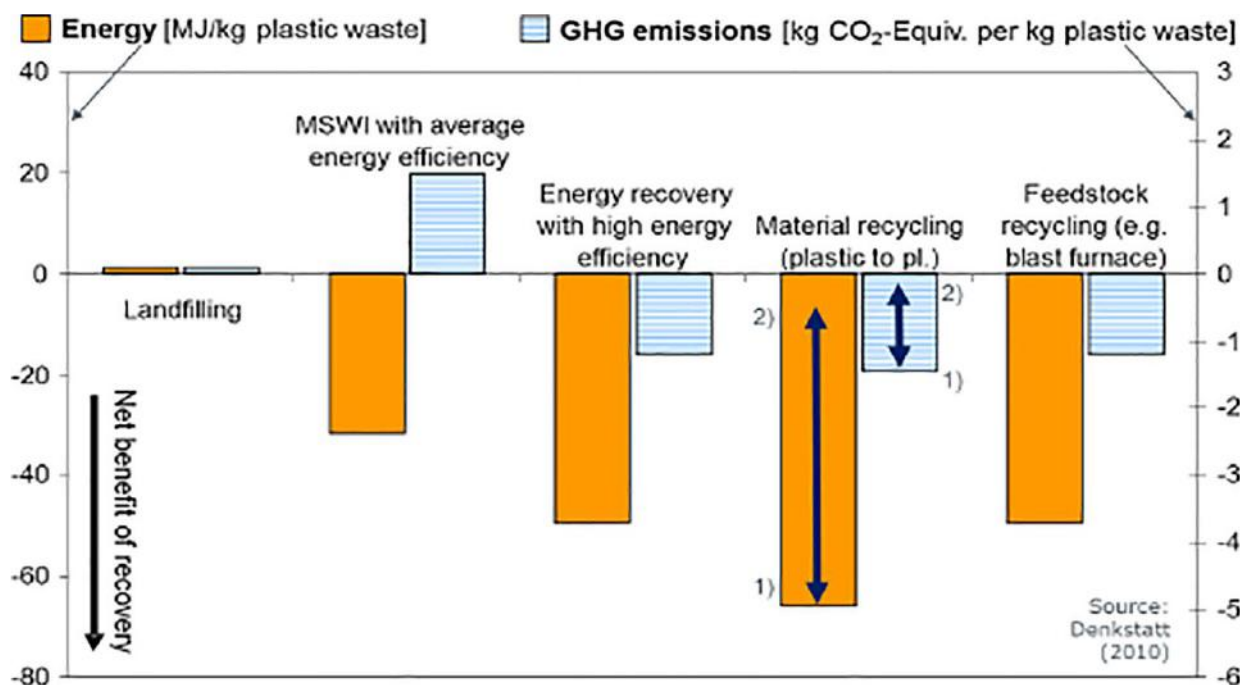 Energy [MJ/kg plastic waste]
GHG emissions [kg CO₂-Equiv. per kg plastic waste]
40
20
0
-20
-40
-60
-80
3
2
1
0
-1
-2
-3
-4
-5
-6
Landfilling
MSWI with average
energy efficiency
Energy recovery
with high energy
efficiency
Material recycling
(plastic to pl.)
Feedstock
recycling (e.g.
blast furnace)
2)
1)
2)
1)
Net benefit of recovery
Source:
Denkstatt
(2010)